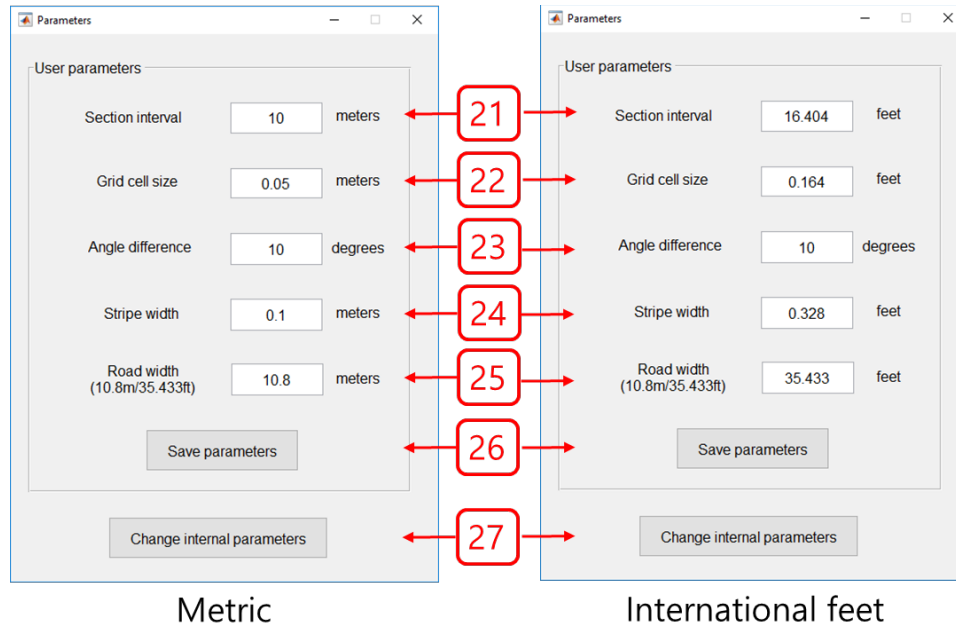 Parameters
User parameters
Section interval 10 meters
Grid cell size 0.05 meters
Angle difference 10 degrees
Stripe width 0.1 meters
Road width
(10.8m/35.433ft) 10.8 meters
Save parameters
Change internal parameters
Metric
21
22
23
24
25
26
27
Parameters
User parameters
Section interval 16.404 feet
Grid cell size 0.164 feet
Angle difference 10 degrees
Stripe width 0.328 feet
Road width
(10.8m/35.433ft) 35.433 feet
Save parameters
Change internal parameters
International feet